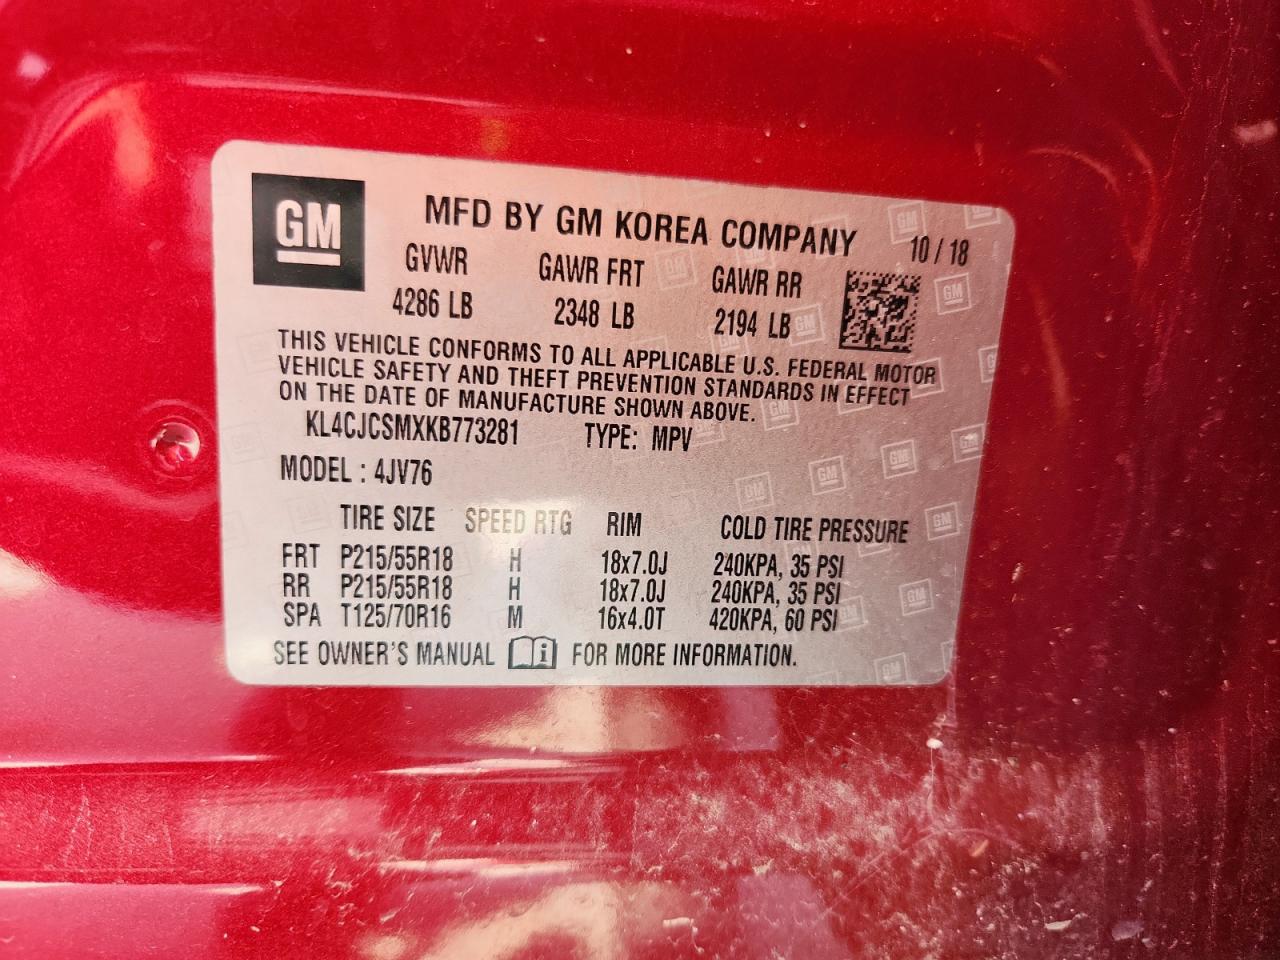 GM
MFD BY GM KOREA COMPANY 10 / 18
GVWR GAWR FRT GAWR RR
4286 LB 2348 LB 2194 LB
THIS VEHICLE CONFORMS TO ALL APPLICABLE U.S. FEDERAL MOTOR
VEHICLE SAFETY AND THEFT PREVENTION STANDARDS IN EFFECT
ON THE DATE OF MANUFACTURE SHOWN ABOVE.
KL4CJCSMXKB773281 TYPE: MPV
MODEL : 4JV76
TIRE SIZE SPEED RTG RIM COLD TIRE PRESSURE
FRT P215/55R18 H 18x7.0J 240KPA, 35 PSI
RR P215/55R18 H 18x7.0J 240KPA, 35 PSI
SPA T125/70R16 M 16x4.0T 420KPA, 60 PSI
SEE OWNER'S MANUAL i FOR MORE INFORMATION.